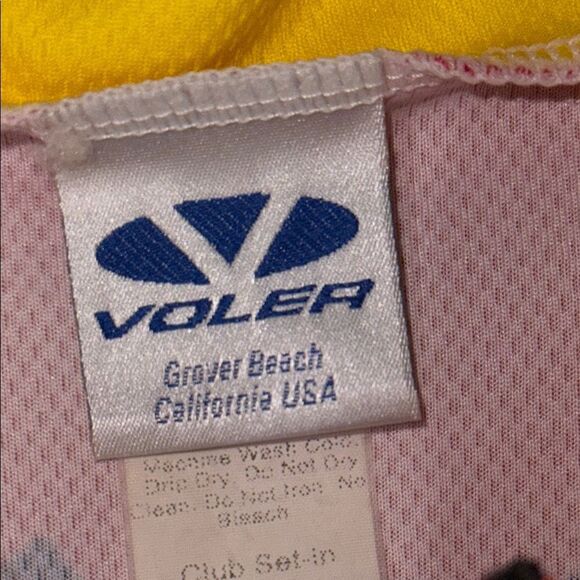 VOLER
Grover Beach
California USA
Machine Wash Cold
Drip Dry. Do Not Dry
Clean. Do Not Iron No
Bleach
Club Set-in